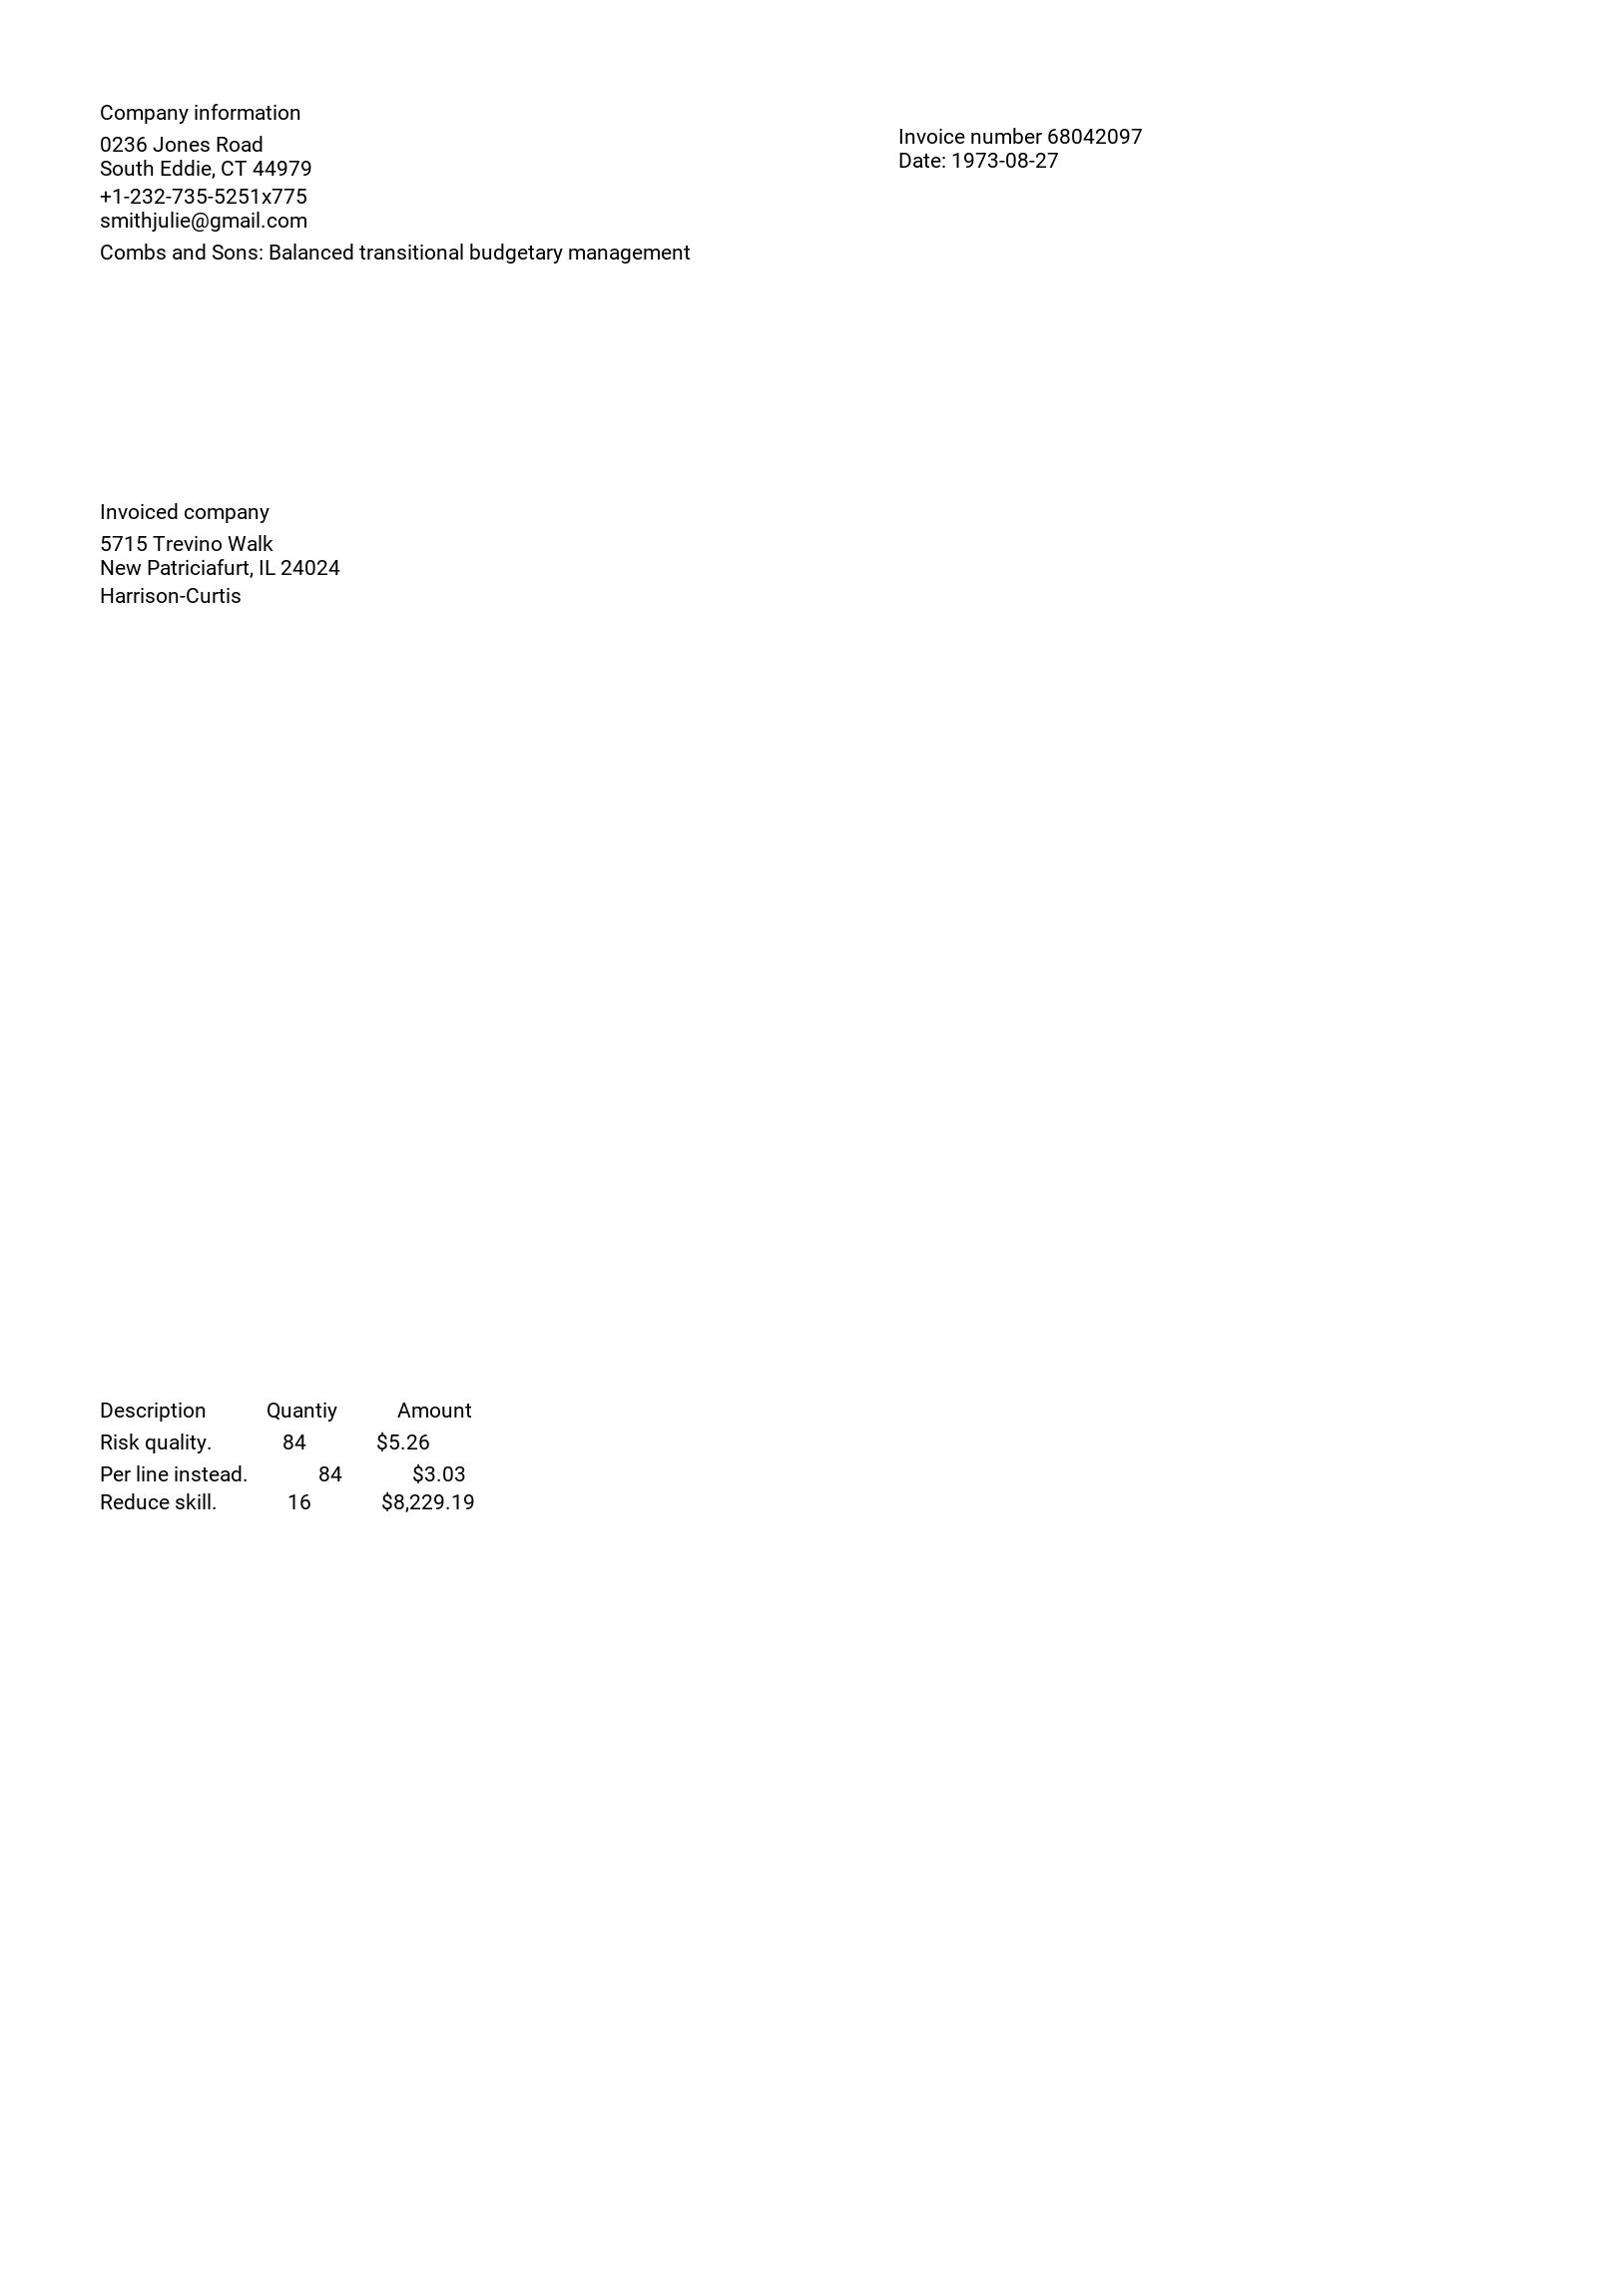 Company information
0236 Jones Road
South Eddie, CT 44979
+1-232-735-5251x775
smithjulie@gmail.com
Combs and Sons: Balanced transitional budgetary management
Invoice number 68042097
Date: 1973-08-27
Invoiced company
5715 Trevino Walk
New Patriciafurt, IL 24024
Harrison-Curtis
Description Quantiy Amount
Risk quality. 84 $5.26
Per line instead. 84 $3.03
Reduce skill. 16 $8,229.19